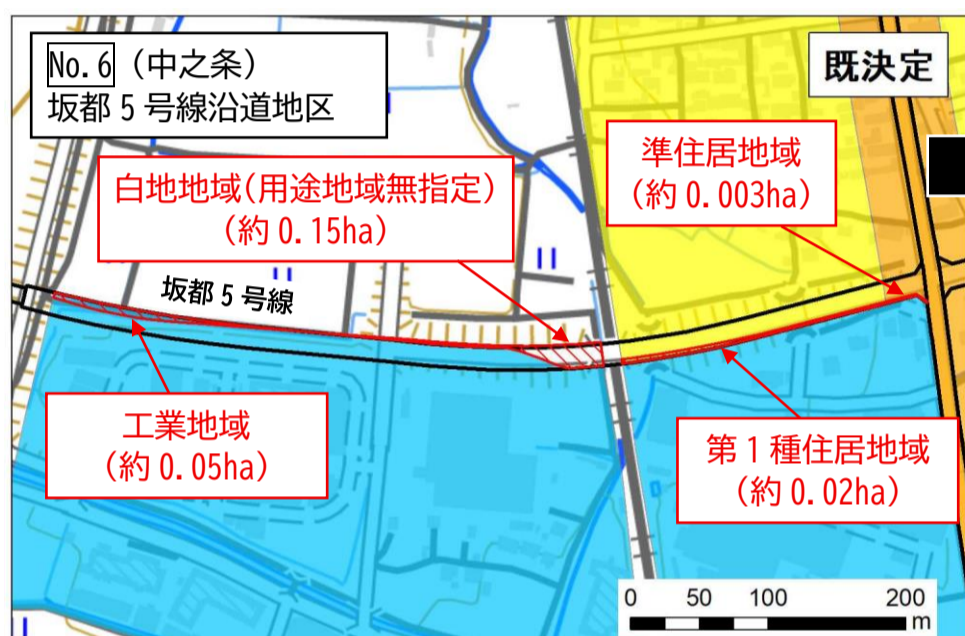 No.6（中之条）
坂都５号線沿道地区
既決定
白地地域(用途地域無指定)
(約 0.15ha)
準住居地域
(約 0.003ha)
坂都５号線
工業地域
(約 0.05ha)
第１種住居地域
(約 0.02ha)
0 50 100 200
m